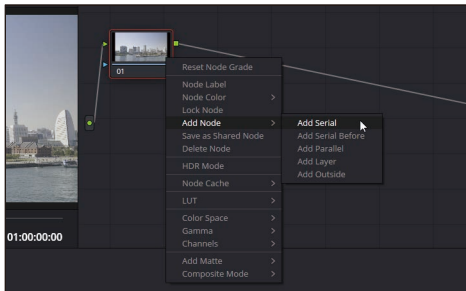 01
Reset Node Grade
Node Label
Node Color >
Lock Node
Add Node >
Save as Shared Node
Delete Node
HDR Mode
Node Cache >
LUT >
Color Space >
Gamma >
Channels >
Add Matte >
Composite Mode >
Add Serial
Add Serial Before
Add Parallel
Add Layer
Add Outside
01:00:00:00